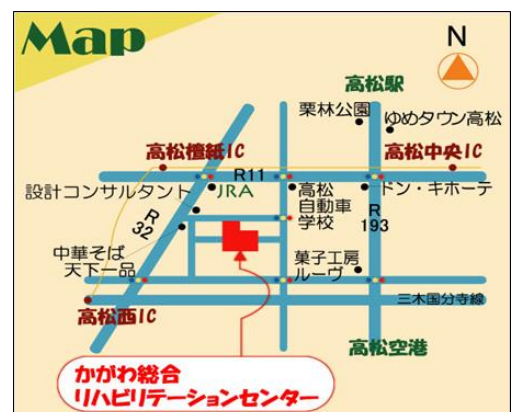 Map
N
高松駅
栗林公園
ゆめタウン高松
高松檀紙IC
高松中央IC
R11
設計コンサルタント
JRA
高松
自動車
学校
ドン・キホーテ
R
32
R
193
中華そば
天下一品
菓子工房
ルーヴ
三木国分寺線
高松西IC
高松空港
かがわ総合
リハビリテーションセンター